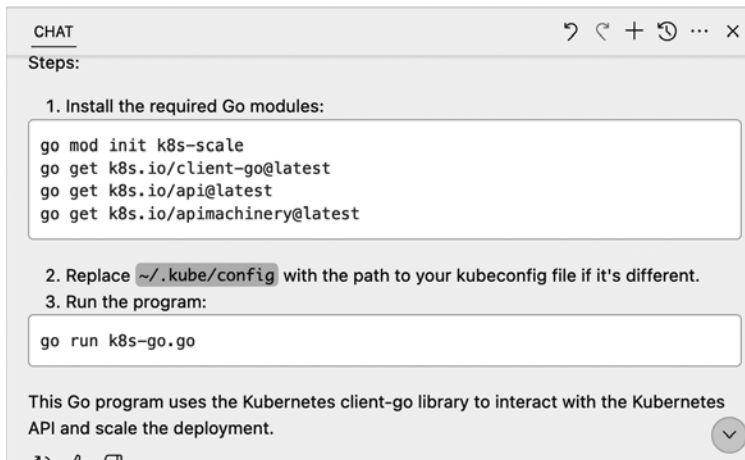 CHAT
Steps:
1. Install the required Go modules:
go mod init k8s-scale
go get k8s.io/client-go@latest
go get k8s.io/api@latest
go get k8s.io/apimachinery@latest
2. Replace ~/.kube/config with the path to your kubeconfig file if it's different.
3. Run the program:
go run k8s-go.go
This Go program uses the Kubernetes client-go library to interact with the Kubernetes
API and scale the deployment.